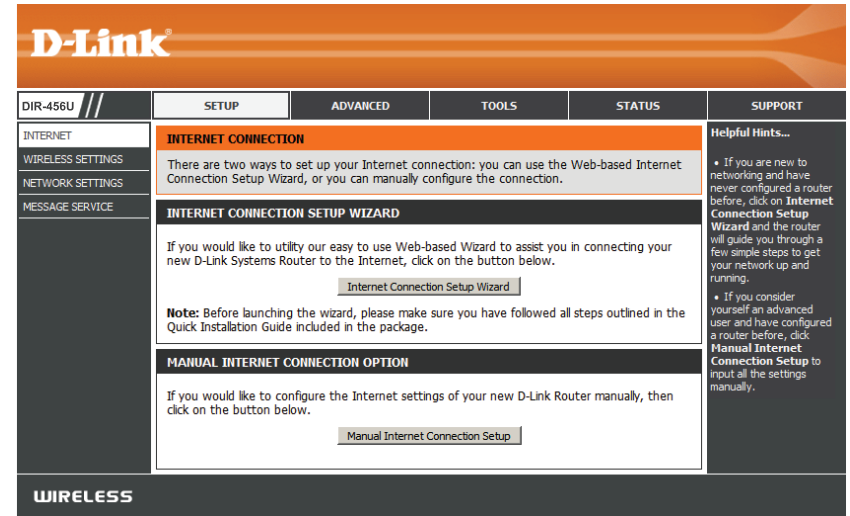 D-Link
DIR-456U
SETUP
ADVANCED
TOOLS
STATUS
SUPPORT
INTERNET
WIRELESS SETTINGS
NETWORK SETTINGS
MESSAGE SERVICE
INTERNET CONNECTION
There are two ways to set up your Internet connection: you can use the Web-based Internet
Connection Setup Wizard, or you can manually configure the connection.
INTERNET CONNECTION SETUP WIZARD
If you would like to utility our easy to use Web-based Wizard to assist you in connecting your
new D-Link Systems Router to the Internet, click on the button below.
Internet Connection Setup Wizard
Note: Before launching the wizard, please make sure you have followed all steps outlined in the
Quick Installation Guide included in the package.
MANUAL INTERNET CONNECTION OPTION
If you would like to configure the Internet settings of your new D-Link Router manually, then
click on the button below.
Manual Internet Connection Setup
Helpful Hints...
• If you are new to
networking and have
never configured a router
before, click on Internet
Connection Setup
Wizard and the router
will guide you through a
few simple steps to get
your network up and
running.
• If you consider
yourself an advanced
user and have configured
a router before, click
Manual Internet
Connection Setup to
input all the settings
manually.
WIRELESS